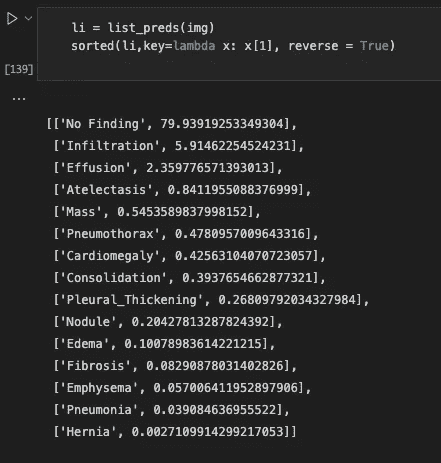 li = list_preds(img)
sorted(li,key=lambda x: x[1], reverse = True)
[139]
...
[['No Finding', 79.93919253349304],
['Infiltration', 5.91462254524231],
['Effusion', 2.359776571393013],
['Atelectasis', 0.8411955088376999],
['Mass', 0.5453589837998152],
['Pneumothorax', 0.4780957009643316],
['Cardiomegaly', 0.42563104070723057],
['Consolidation', 0.3937654662877321],
['Pleural_Thickening', 0.26809792034327984],
['Nodule', 0.20427813287824392],
['Edema', 0.10078983614221215],
['Fibrosis', 0.08290878031402826],
['Emphysema', 0.057006411952897906],
['Pneumonia', 0.039084636955522],
['Hernia', 0.0027109914299217053]]